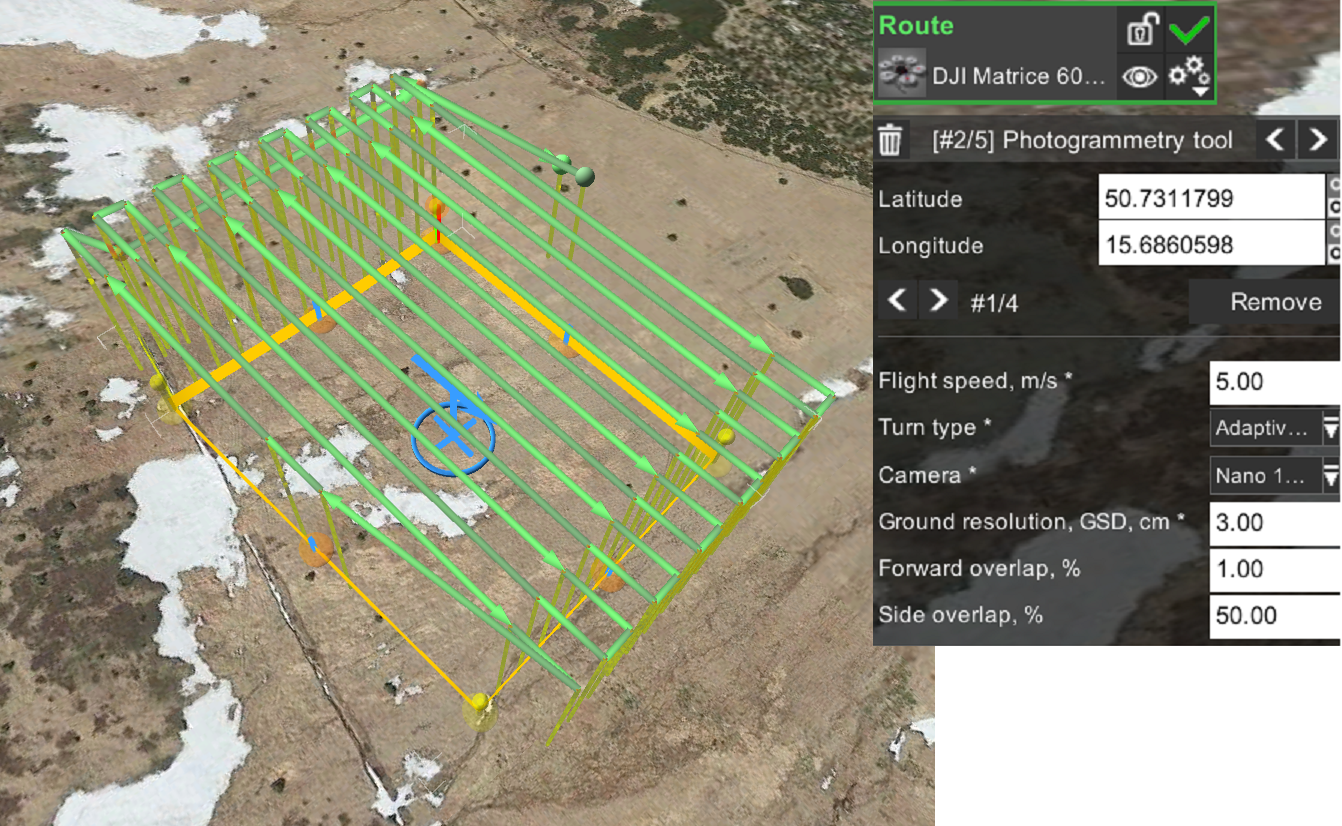 Route
DJI Matrice 60...
[#2/5] Photogrammetry tool
Latitude 50.7311799
Longitude 15.6860598
#1/4 Remove
Flight speed, m/s * 5.00
Turn type * Adaptiv...
Camera * Nano 1...
Ground resolution, GSD, cm * 3.00
Forward overlap, % 1.00
Side overlap, % 50.00